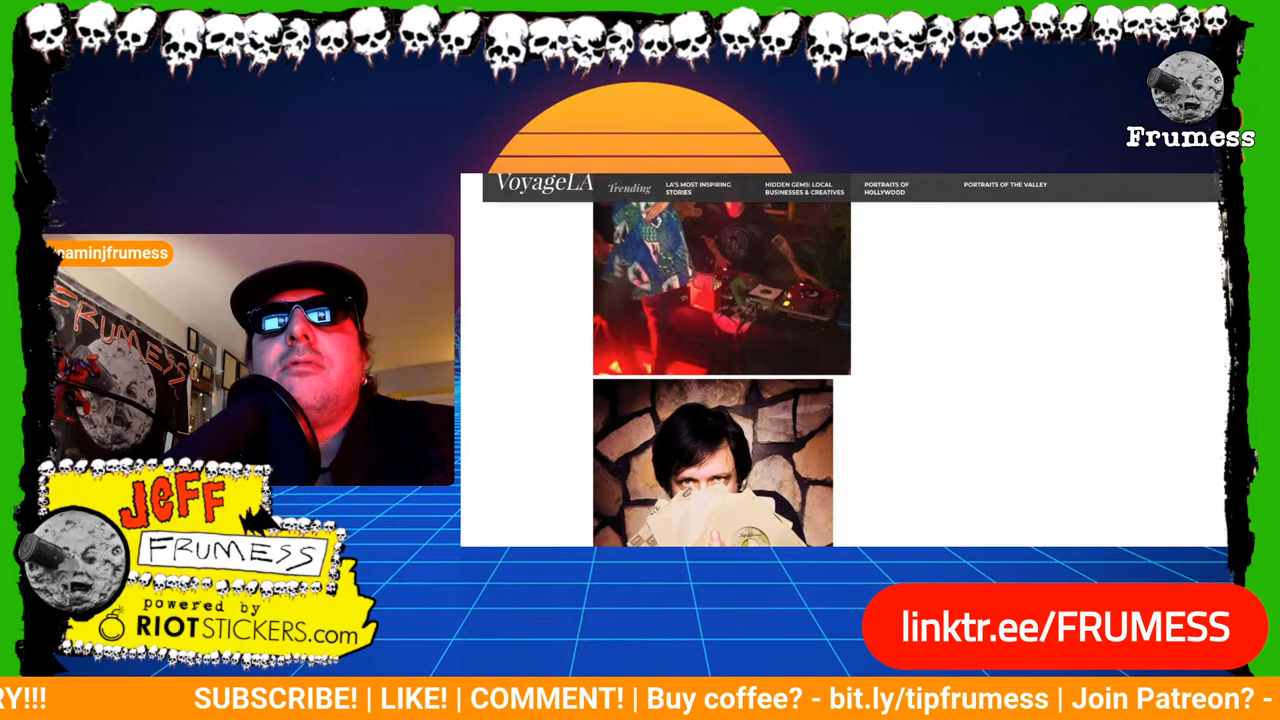 Frumess
VoyageLA
Trending
LA'S MOST INSPIRING
STORIES
HIDDEN GEMS: LOCAL
BUSINESSES & CREATIVES
PORTRAITS OF
HOLLYWOOD
PORTRAITS OF THE VALLEY
eaminjfrumess
FRUMESS
JeFF
FRUMESS
powered by
RIOTSTICKERS.com
linktr.ee/FRUMESS
RY!!! SUBSCRIBE! | LIKE! | COMMENT! | Buy coffee? - bit.ly/tipfrumess | Join Patreon? -